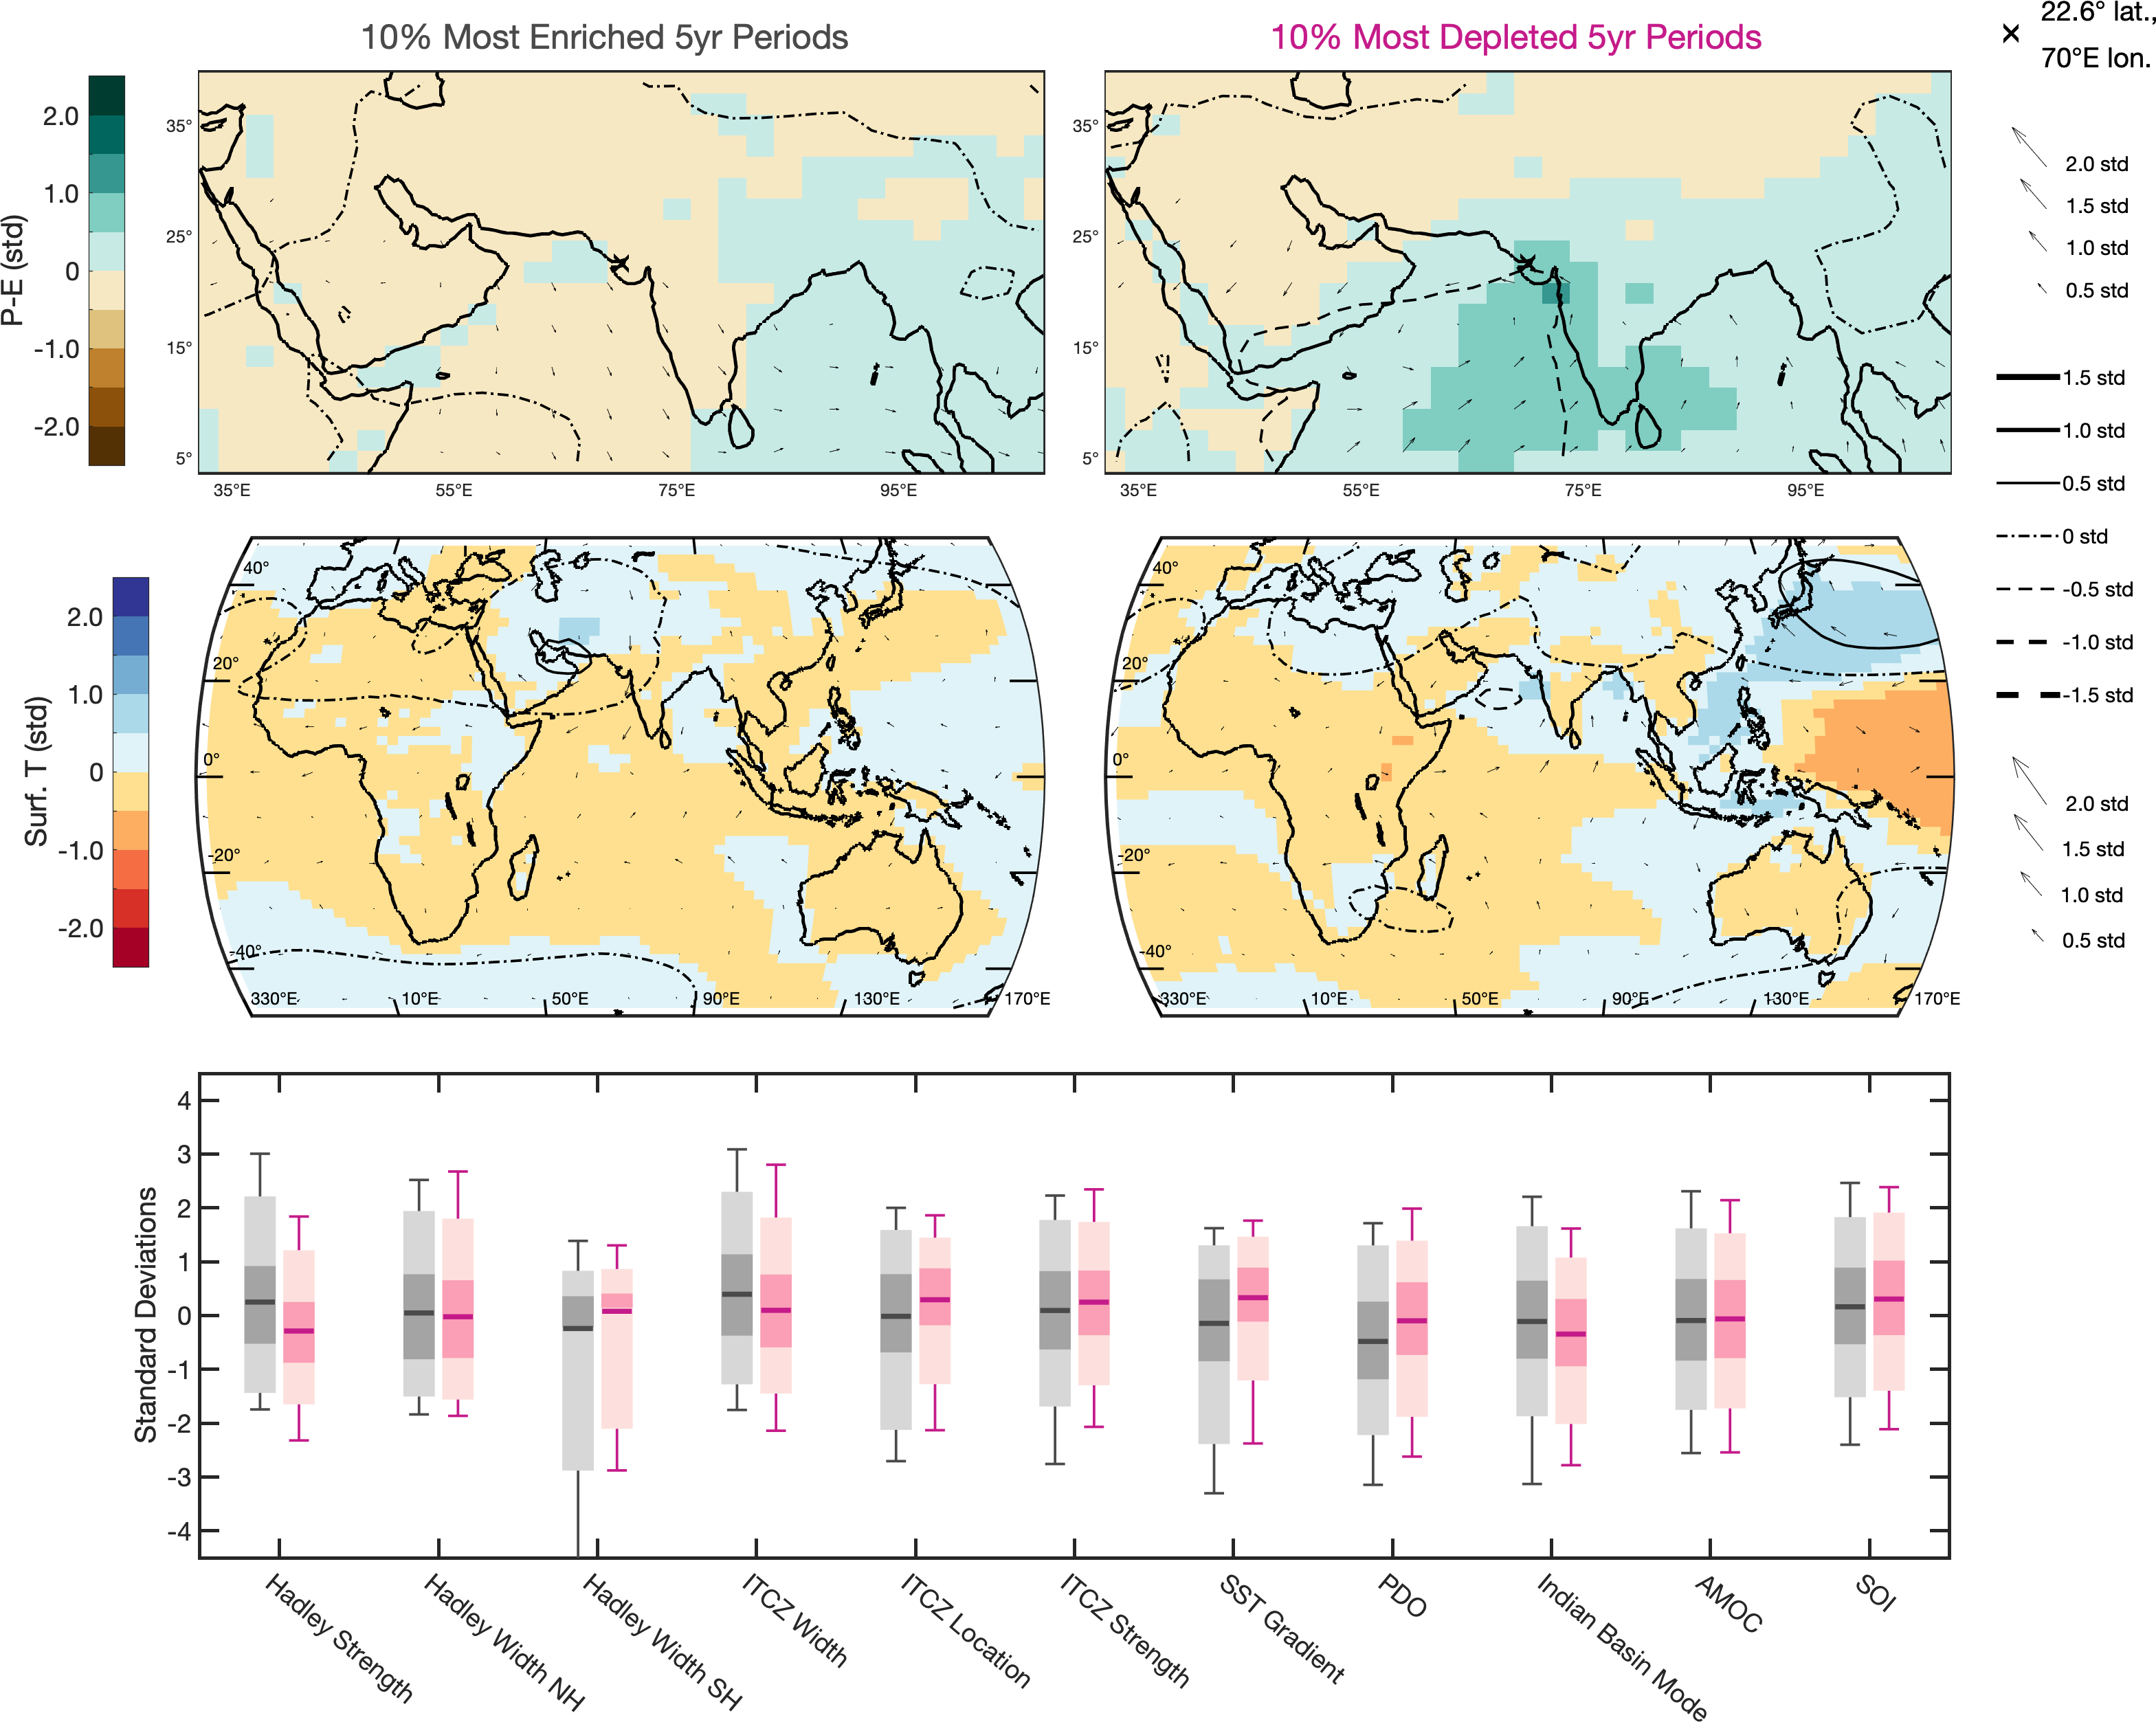 10% Most Enriched 5yr Periods
10% Most Depleted 5yr Periods
22.6° lat.,
70°E lon.
P-E (std)
2.0
1.0
0
-1.0
-2.0
35°
25°
15°
5°
35°E
55°E
75°E
95°E
35°
25°
15°
5°
35°E
55°E
75°E
95°E
2.0 std
1.5 std
1.0 std
0.5 std
1.5 std
1.0 std
0.5 std
0 std
-0.5 std
-1.0 std
-1.5 std
2.0 std
1.5 std
1.0 std
0.5 std
Surf. T (std)
2.0
1.0
0
-1.0
-2.0
40°
20°
0°
-20°
-40°
330°E
10°E
50°E
90°E
130°E
170°E
40°
20°
0°
-20°
-40°
330°E
10°E
50°E
90°E
130°E
170°E
Standard Deviations
4
3
2
1
0
-1
-2
-3
-4
Hadley Strength
Hadley Width NH
Hadley Width SH
ITCZ Width
ITCZ Location
ITCZ Strength
SST Gradient
PDO
Indian Basin Mode
AMOC
SOI